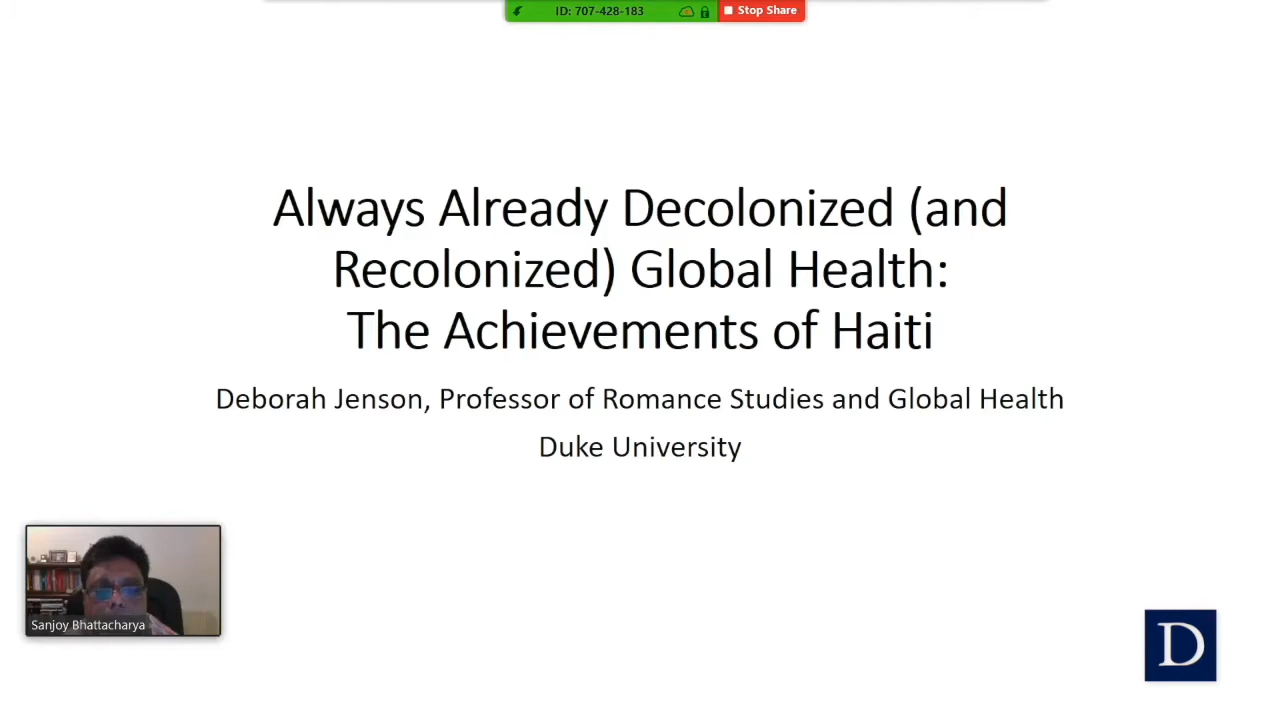 ID: 707-428-183
Stop Share
Always Already Decolonized (and
Recolonized) Global Health:
The Achievements of Haiti
Deborah Jenson, Professor of Romance Studies and Global Health
Duke University
Sanjoy Bhattacharya
D